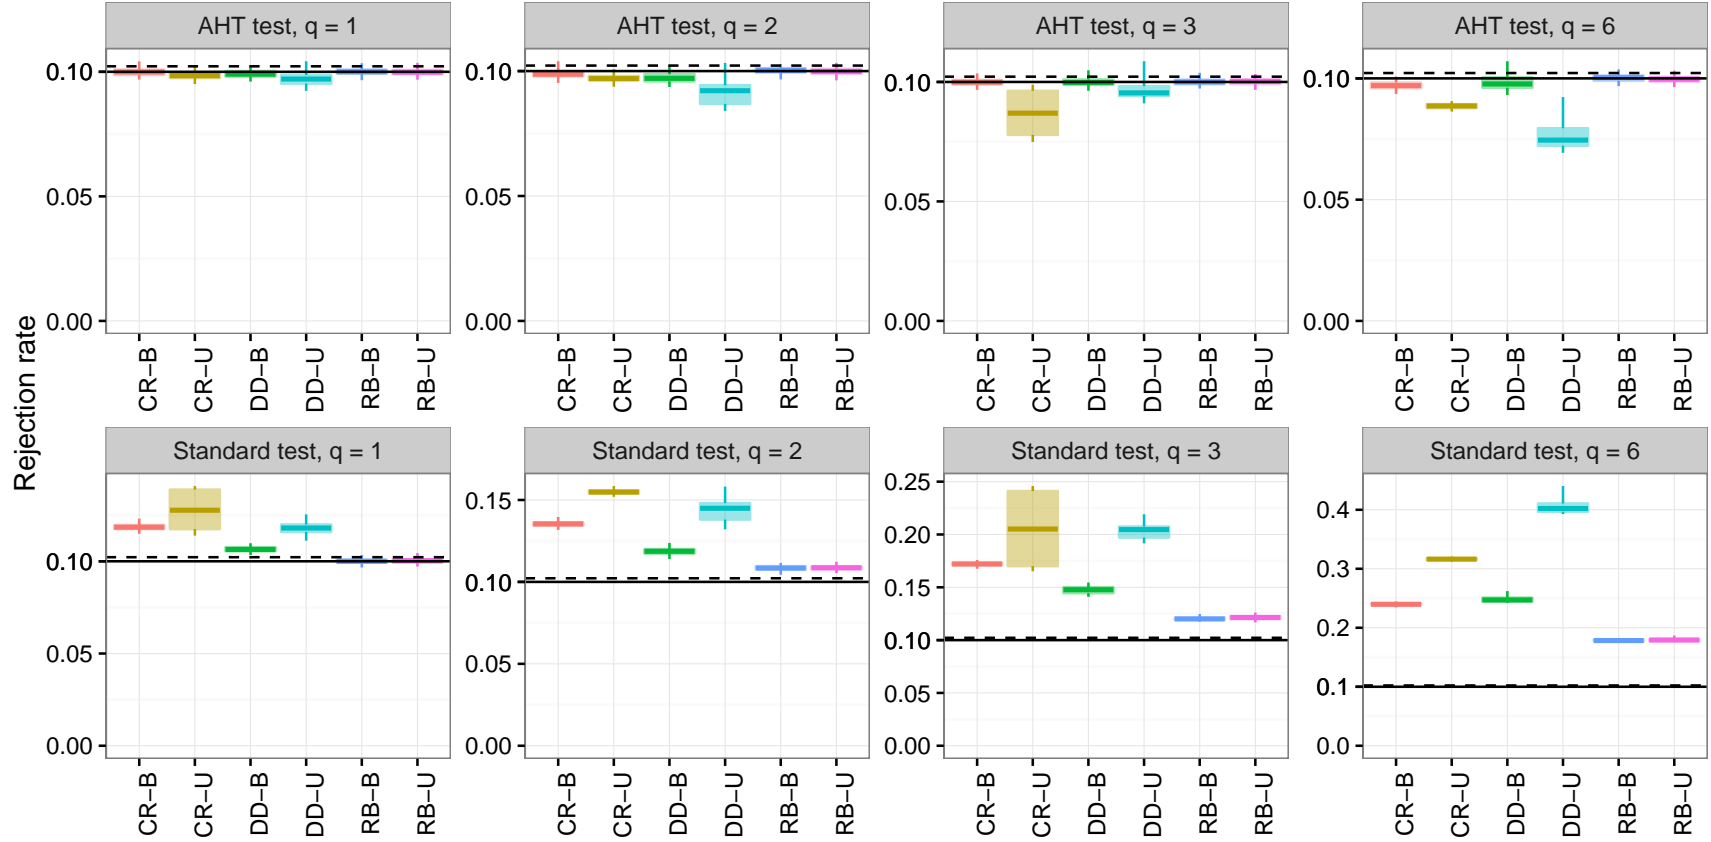 Rejection rate
AHT test, q = 1
0.10
0.05
0.00
CR−B
CR−U
DD−B
DD−U
RB−B
RB−U
AHT test, q = 2
0.10
0.05
0.00
CR−B
CR−U
DD−B
DD−U
RB−B
RB−U
AHT test, q = 3
0.10
0.05
0.00
CR−B
CR−U
DD−B
DD−U
RB−B
RB−U
AHT test, q = 6
0.10
0.05
0.00
CR−B
CR−U
DD−B
DD−U
RB−B
RB−U
Standard test, q = 1
0.10
0.05
0.00
CR−B
CR−U
DD−B
DD−U
RB−B
RB−U
Standard test, q = 2
0.15
0.10
0.05
0.00
CR−B
CR−U
DD−B
DD−U
RB−B
RB−U
Standard test, q = 3
0.25
0.20
0.15
0.10
0.05
0.00
CR−B
CR−U
DD−B
DD−U
RB−B
RB−U
Standard test, q = 6
0.4
0.3
0.2
0.1
0.0
CR−B
CR−U
DD−B
DD−U
RB−B
RB−U